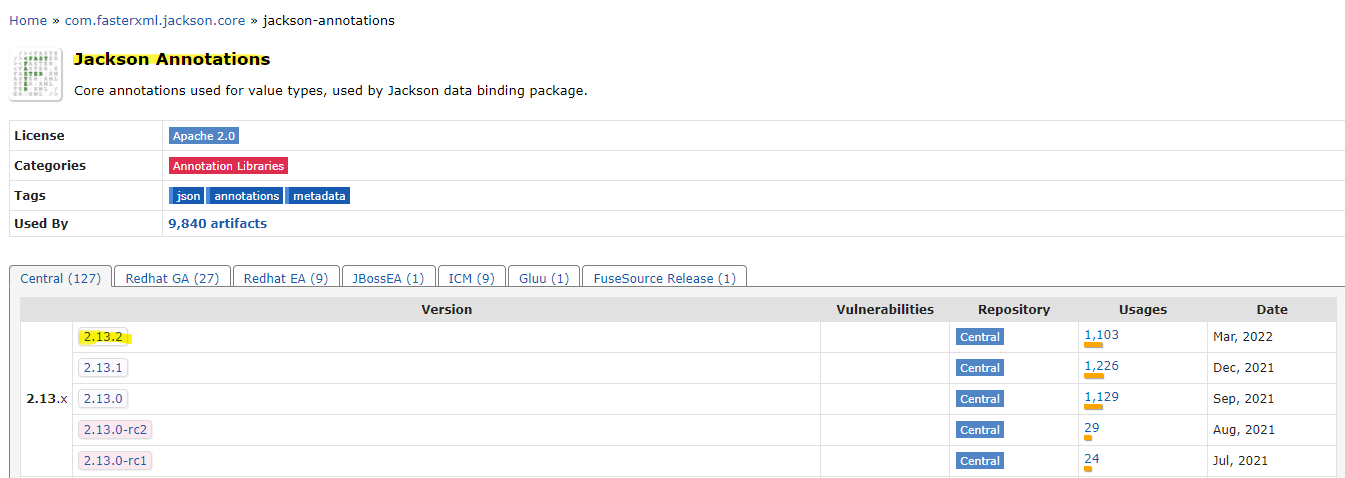 Home » com.fasterxml.jackson.core » jackson-annotations
Jackson Annotations
Core annotations used for value types, used by Jackson data binding package.
License Apache 2.0
Categories Annotation Libraries
Tags json annotations metadata
Used By 9,840 artifacts
Central (127) Redhat GA (27) Redhat EA (9) JBossEA (1) ICM (9) Gluu (1) FuseSource Release (1)
Version Vulnerabilities Repository Usages Date
2.13.2 Central 1,103 Mar, 2022
2.13.1 Central 1,226 Dec, 2021
2.13.x 2.13.0 Central 1,129 Sep, 2021
2.13.0-rc2 Central 29 Aug, 2021
2.13.0-rc1 Central 24 Jul, 2021